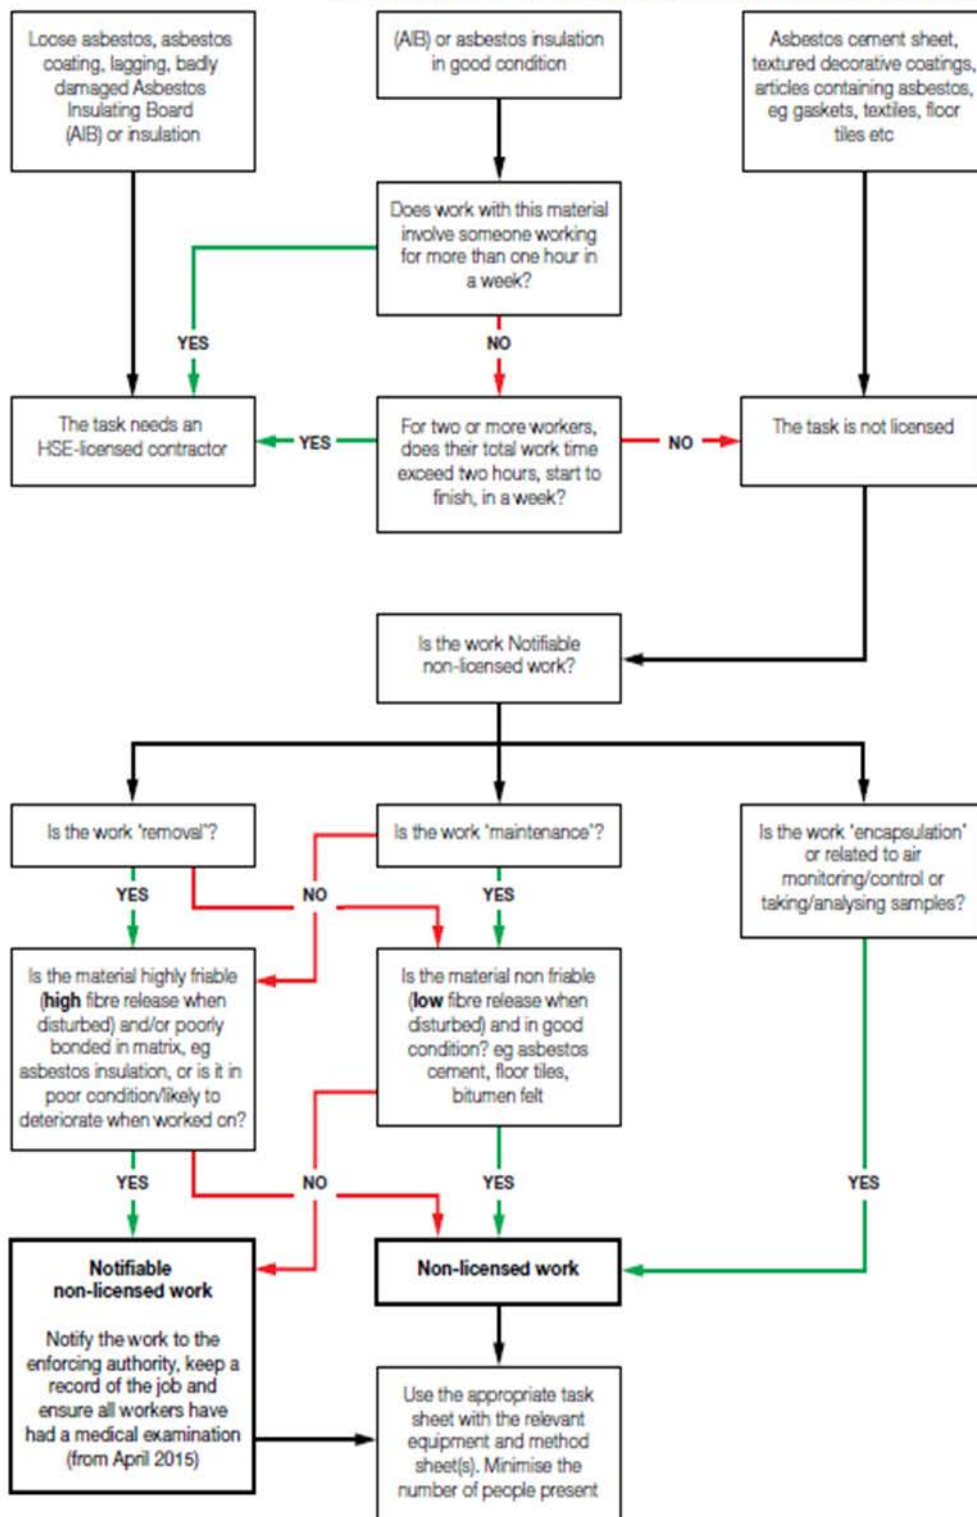 Loose asbestos, asbestos
coating, lagging, badly
damaged Asbestos
Insulating Board
(AIB) or insulation
(AIB) or asbestos insulation
in good condition
Asbestos cement sheet,
textured decorative coatings,
articles containing asbestos,
eg gaskets, textiles, floor
tiles etc
Does work with this material
involve someone working
for more than one hour in
a week?
YES
NO
The task needs an
HSE-licensed contractor
YES
For two or more workers,
does their total work time
exceed two hours, start to
finish, in a week?
NO
The task is not licensed
Is the work Notifiable
non-licensed work?
Is the work 'removal'?
Is the work 'maintenance'?
Is the work 'encapsulation'
or related to air
monitoring/control or
taking/analysing samples?
YES
NO
YES
Is the material highly friable
(high fibre release when
disturbed) and/or poorly
bonded in matrix, eg
asbestos insulation, or is it in
poor condition/likely to
deteriorate when worked on?
Is the material non friable
(low fibre release when
disturbed) and in good
condition? eg asbestos
cement, floor tiles,
bitumen felt
YES
NO
YES
YES
Notifiable
non-licensed work
Notify the work to the
enforcing authority, keep a
record of the job and
ensure all workers have
had a medical examination
(from April 2015)
Non-licensed work
Use the appropriate task
sheet with the relevant
equipment and method
sheet(s). Minimise the
number of people present